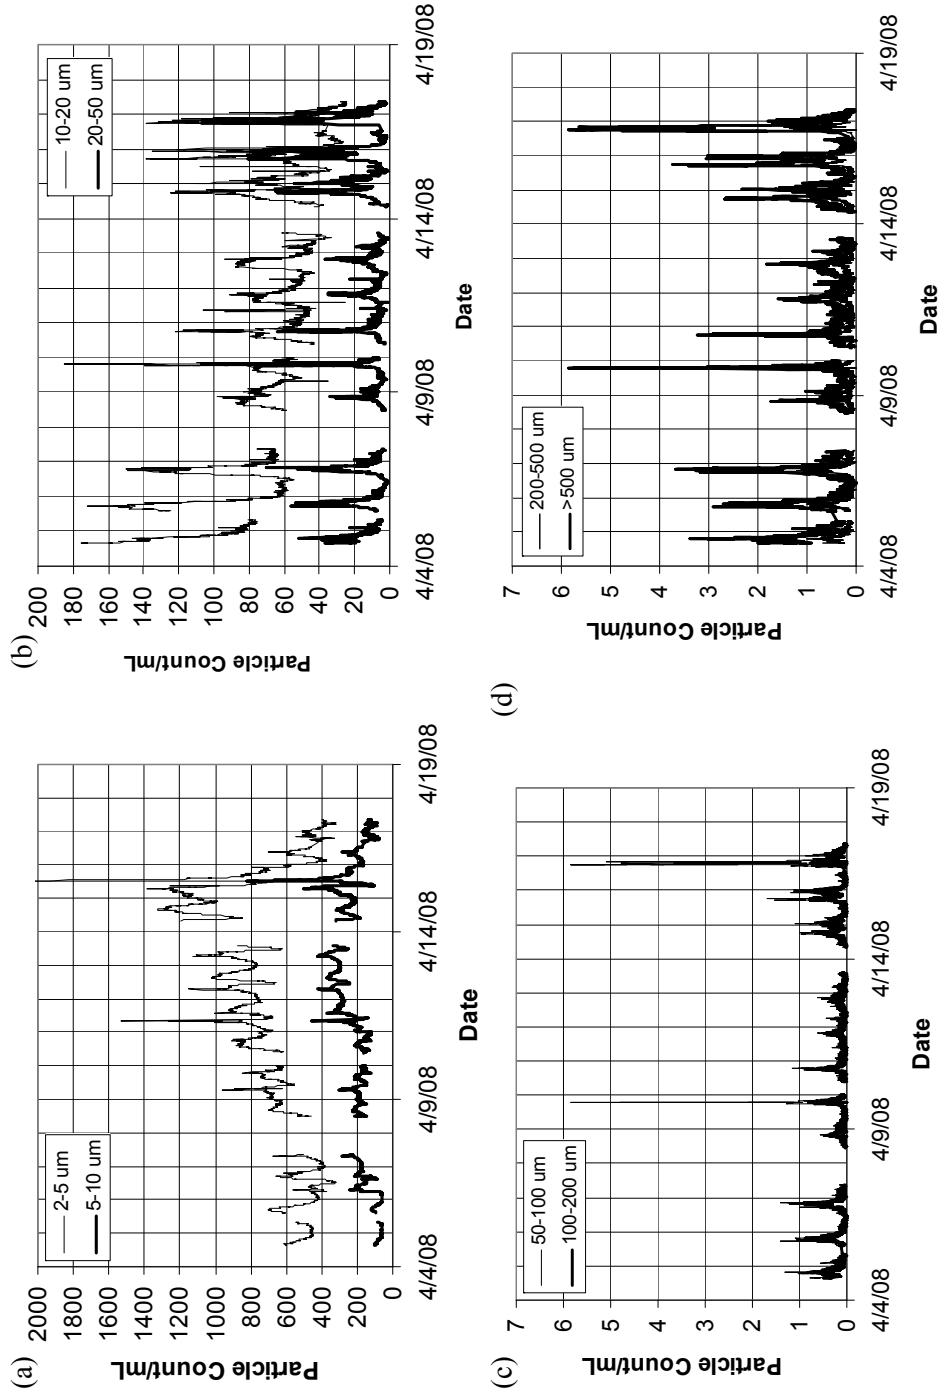 (a)
2000
1800
1600
1400
1200
1000
800
600
400
200
0
Particle Count/mL
2-5 um
5-10 um
4/4/08
4/9/08
4/14/08
4/19/08
Date
(b)
200
180
160
140
120
100
80
60
40
20
0
Particle Count/mL
10-20 um
20-50 um
4/4/08
4/9/08
4/14/08
4/19/08
Date
(c)
7
6
5
4
3
2
1
0
Particle Count/mL
50-100 um
100-200 um
4/4/08
4/9/08
4/14/08
4/19/08
Date
(d)
7
6
5
4
3
2
1
0
Particle Count/mL
200-500 um
>500 um
4/4/08
4/9/08
4/14/08
4/19/08
Date